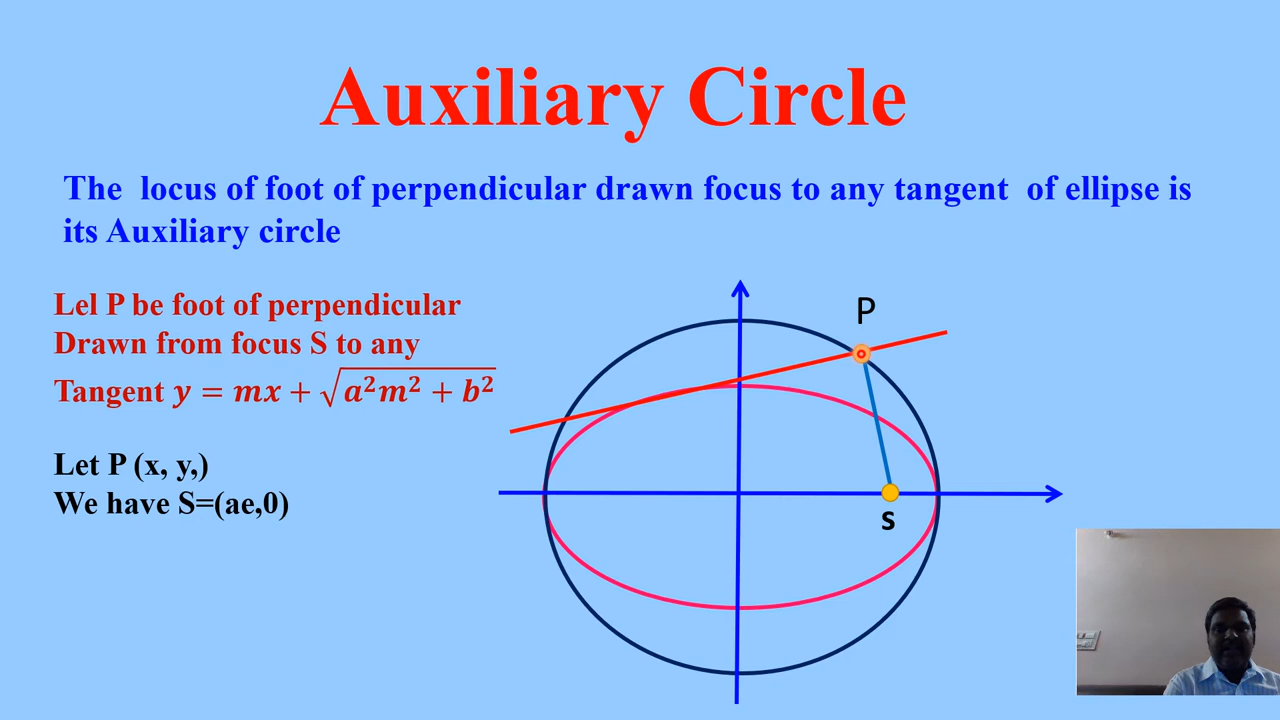 Auxiliary Circle
The locus of foot of perpendicular drawn focus to any tangent of ellipse is
its Auxiliary circle
Lel P be foot of perpendicular
Drawn from focus S to any
Tangent y = mx + √a²m² + b²
Let P (x, y,)
We have S=(ae,0)
P
s